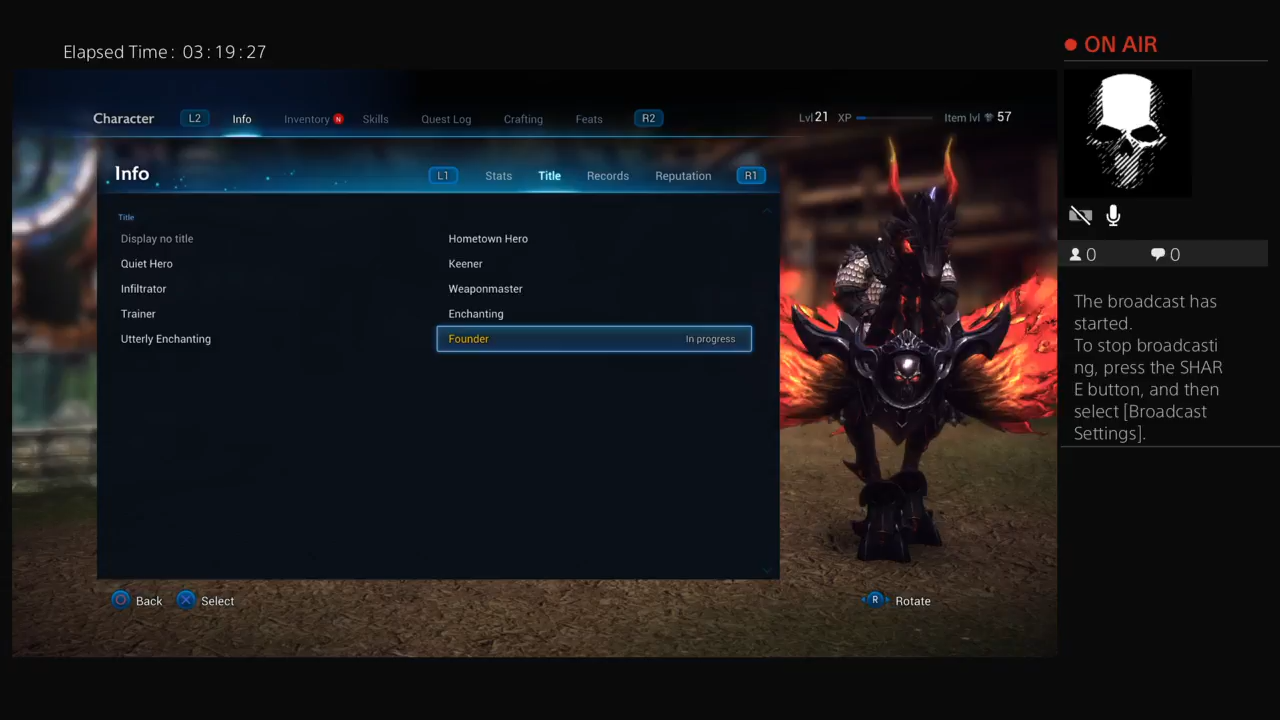 Elapsed Time: 03:19:27
ON AIR
Character L2 Info Inventory N Skills Quest Log Crafting Feats R2 Lvl 21 XP Item lvl 57
Info L1 Stats Title Records Reputation R1
Title
Display no title Hometown Hero
Quiet Hero Keener
Infiltrator Weaponmaster
Trainer Enchanting
Utterly Enchanting Founder In progress
Back Select R Rotate
0 0
The broadcast has
started.
To stop broadcasti
ng, press the SHAR
E button, and then
select [Broadcast
Settings].